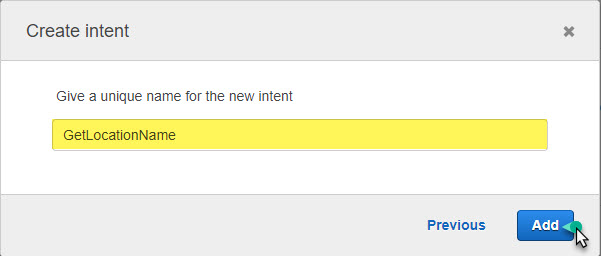 Create intent
Give a unique name for the new intent
GetLocationName
Previous
Add